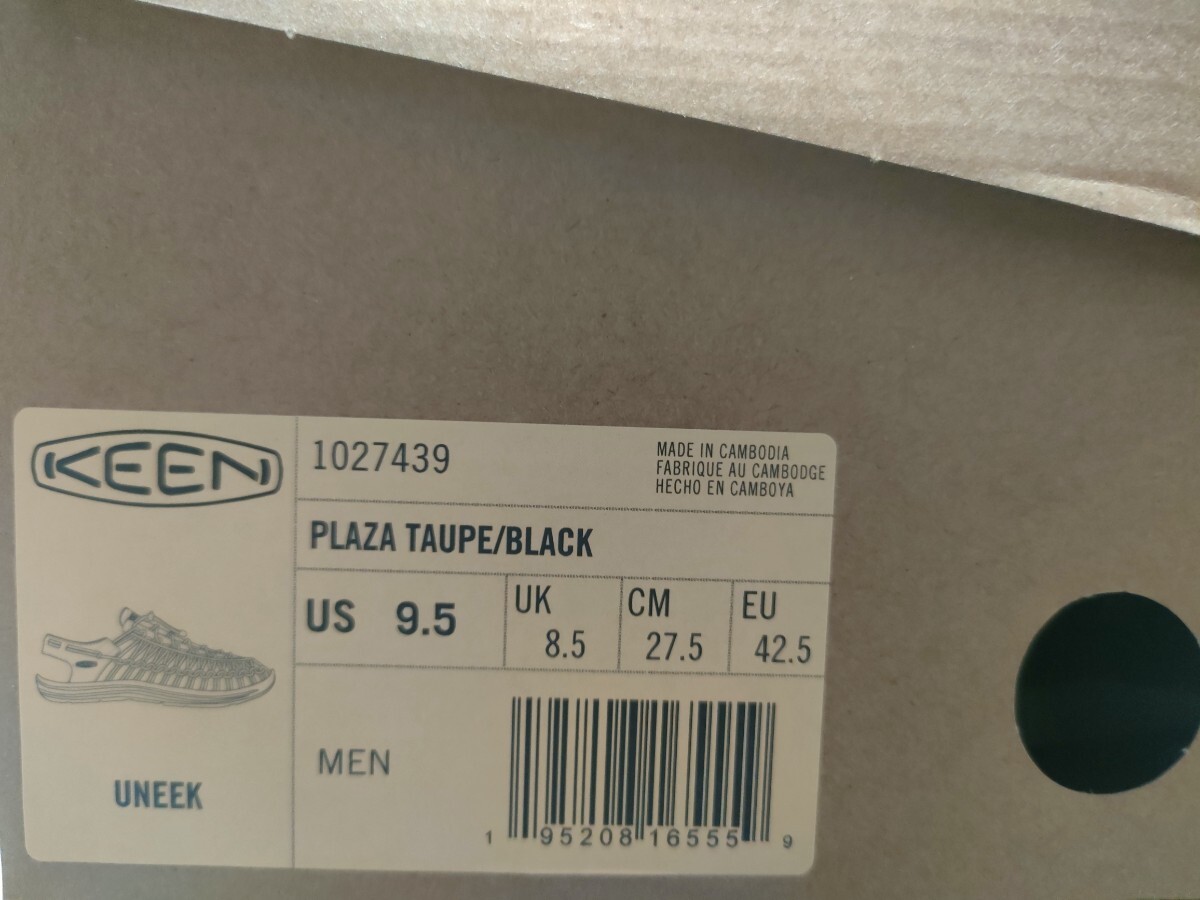 KEEN
1027439
MADE IN CAMBODIA
FABRIQUE AU CAMBODGE
HECHO EN CAMBOYA
PLAZA TAUPE/BLACK
US 9.5
UK 8.5
CM 27.5
EU 42.5
MEN
UNEEK
1 95208 16555 9